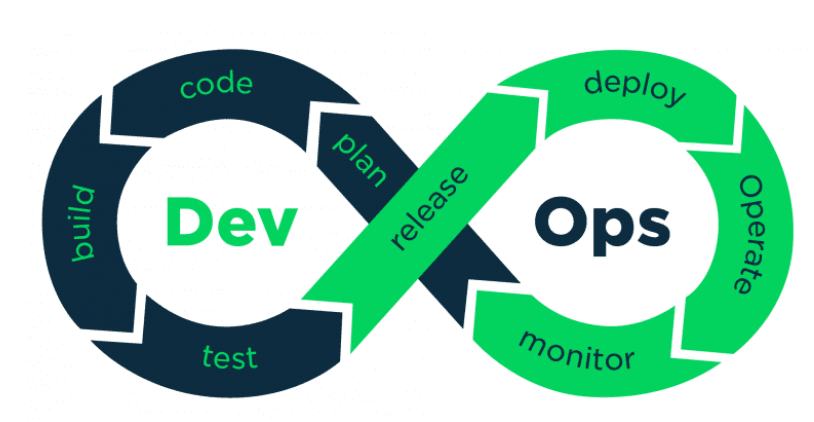 plan
code
build
test
release
deploy
Operate
monitor
Dev
Ops